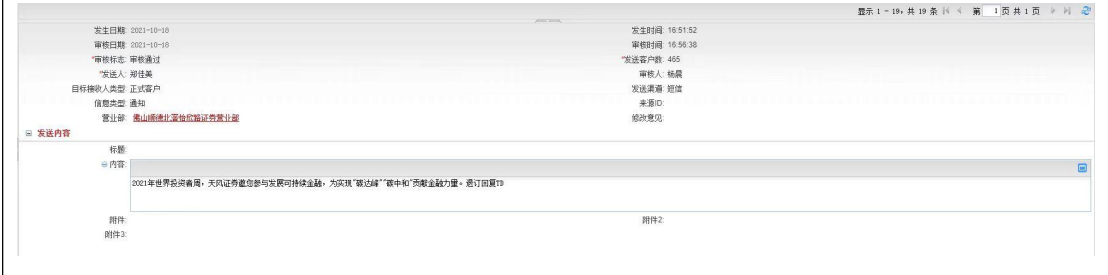 显示 1 - 19，共 19 条 第 1 页 共 1 页
发生日期: 2021-10-18 发生时间: 16:51:52
审核日期: 2021-10-18 审核时间: 16:56:38
*审核标志: 审核通过 *发送客户数: 465
*发送人: 郑佳美 审核人: 杨晨
目标接收人类型: 正式客户 发送渠道: 短信
信息类型: 通知 来源ID:
营业部: 佛山顺德北滘怡欣路证券营业部 修改意见:
发送内容
标题:
内容:
2021年世界投资者周，天风证券邀您参与发展可持续金融，为实现"碳达峰""碳中和"贡献金融力量。退订回复TD
附件: 附件2:
附件3: